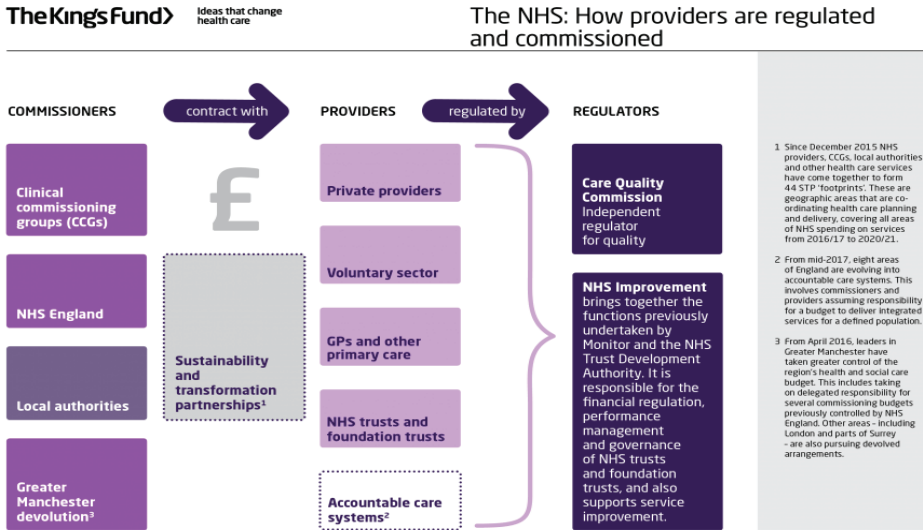 TheKingsFund>
Ideas that change
health care
The NHS: How providers are regulated
and commissioned
COMMISSIONERS
contract with
PROVIDERS
regulated by
REGULATORS
Clinical
commissioning
groups (CCGs)
NHS England
Local authorities
Greater
Manchester
devolution³
£
Sustainability
and
transformation
partnerships¹
Private providers
Voluntary sector
GPs and other
primary care
NHS trusts and
foundation trusts
Accountable care
systems²
Care Quality
Commission
Independent
regulator
for quality
NHS Improvement
brings together the
functions previously
undertaken by
Monitor and the NHS
Trust Development
Authority. It is
responsible for the
financial regulation,
performance
management
and governance
of NHS trusts
and foundation
trusts, and also
supports service
improvement.
1 Since December 2015 NHS
providers, CCGs, local authorities
and other health care services
have come together to form
44 STP ‘footprints’. These are
geographic areas that are co-
ordinating health care planning
and delivery, covering all areas
of NHS spending on services
from 2016/17 to 2020/21.
2 From mid-2017, eight areas
of England are evolving into
accountable care systems. This
involves commissioners and
providers assuming responsibility
for a budget to deliver integrated
services for a defined population.
3 From April 2016, leaders in
Greater Manchester have
taken greater control of the
region’s health and social care
budget. This includes taking
on delegated responsibility for
several commissioning budgets
previously controlled by NHS
England. Other areas – including
London and parts of Surrey
– are also pursuing devolved
arrangements.